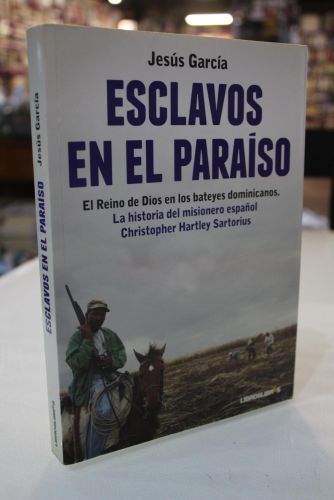 Jesús García
ESCLAVOS
EN EL PARAÍSO
El Reino de Dios en los bateyes dominicanos.
La historia del misionero español
Christopher Hartley Sartorius
LIBROSLIBRES
Jesús García
ESCLAVOS EN EL PARAÍSO